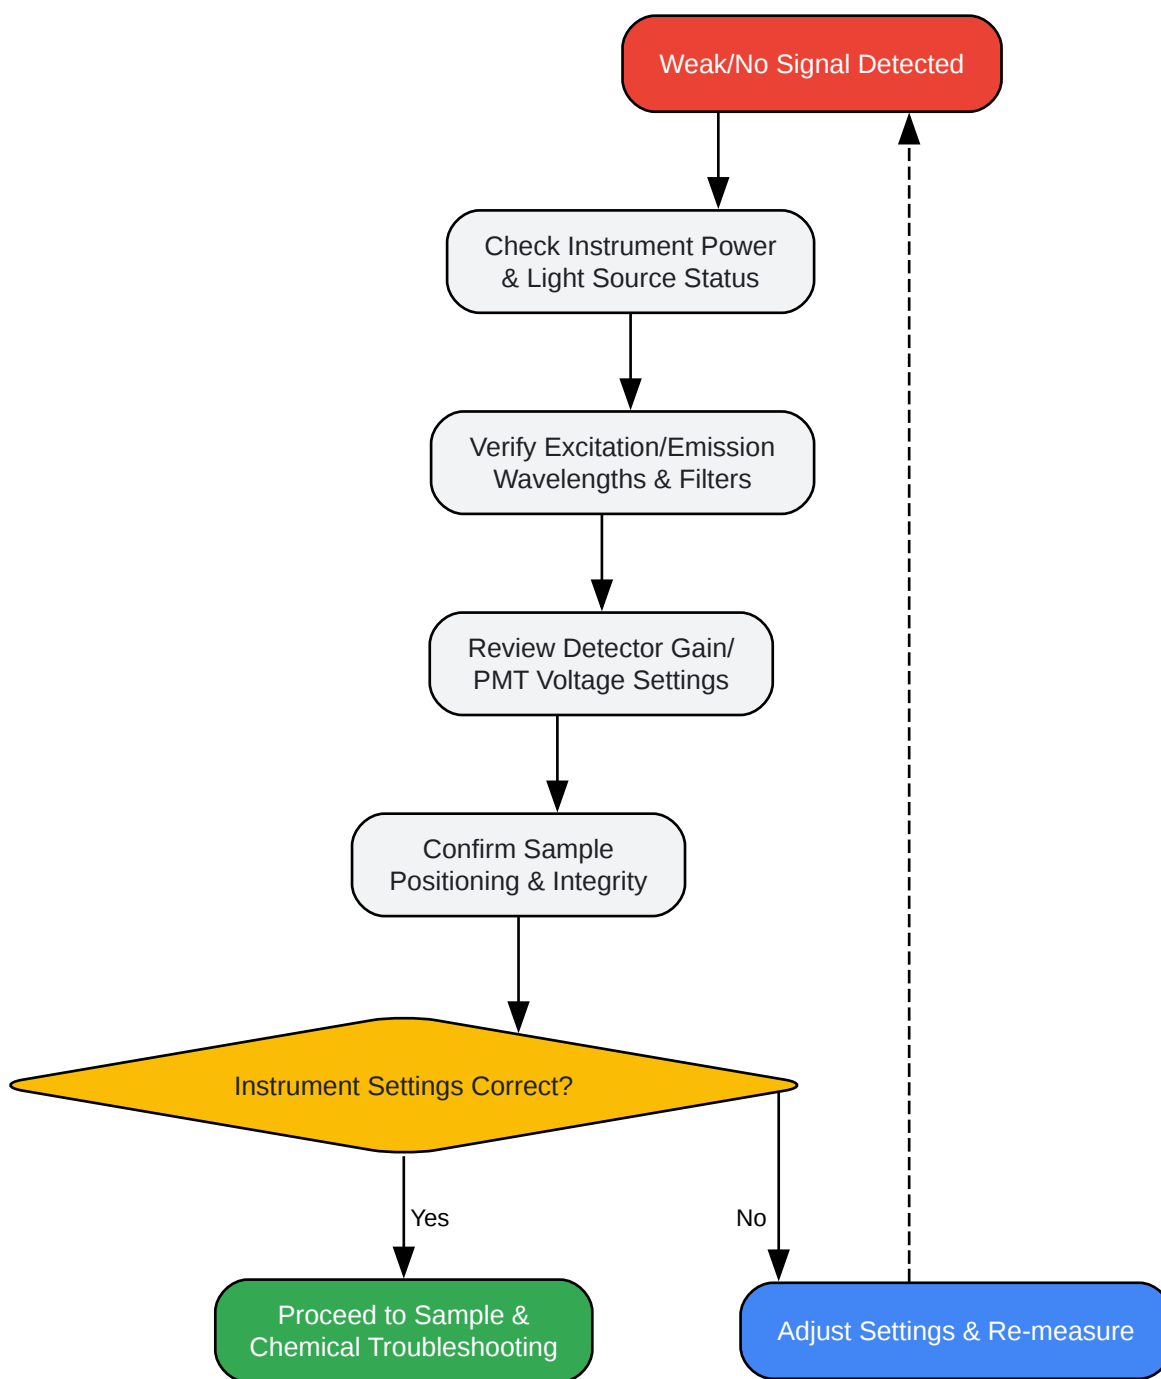 Weak/No Signal Detected
Check Instrument Power
& Light Source Status
Verify Excitation/Emission
Wavelengths & Filters
Review Detector Gain/
PMT Voltage Settings
Confirm Sample
Positioning & Integrity
Instrument Settings Correct?
Yes
No
Proceed to Sample &
Chemical Troubleshooting
Adjust Settings & Re-measure